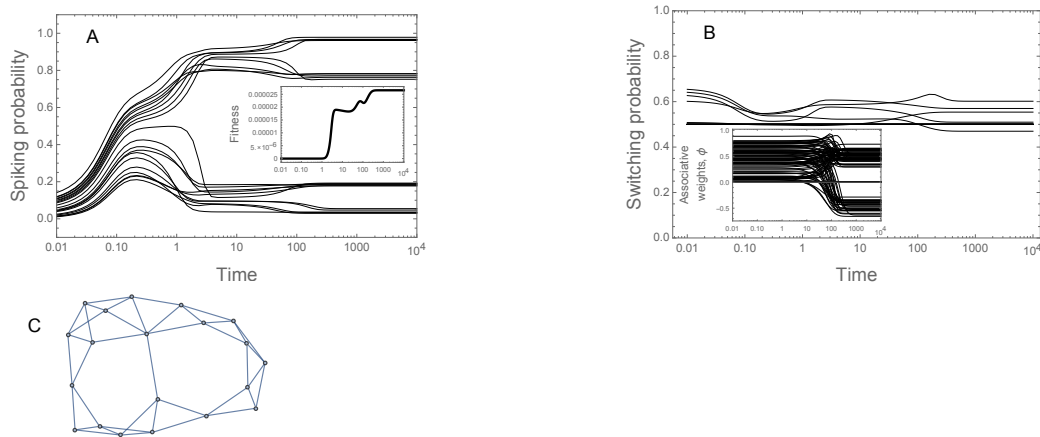 A
Spiking probability
1.0
0.8
0.6
0.4
0.2
0.0
0.01 0.10 1 10 100 1000 10^4
Time
Fitness
0.000025
0.00002
0.000015
0.00001
5.×10^-6
0
0.01 0.1 1 10 100 1000 10^4
B
Switching probability
1.0
0.8
0.6
0.4
0.2
0.0
0.01 0.10 1 10 100 1000 10^4
Time
Associative
weights, ϕ
0.5
0.0
-0.5
0.01 0.1 1 10 100 1000 10^4
C